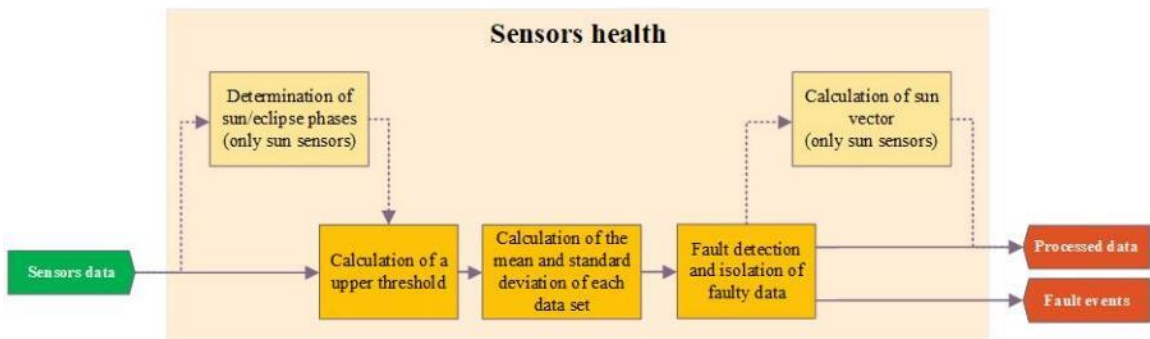 Sensors health
Determination of
sun/eclipse phases
(only sun sensors)
Calculation of sun
vector
(only sun sensors)
Sensors data
Calculation of a
upper threshold
Calculation of the
mean and standard
deviation of each
data set
Fault detection
and isolation of
faulty data
Processed data
Fault events